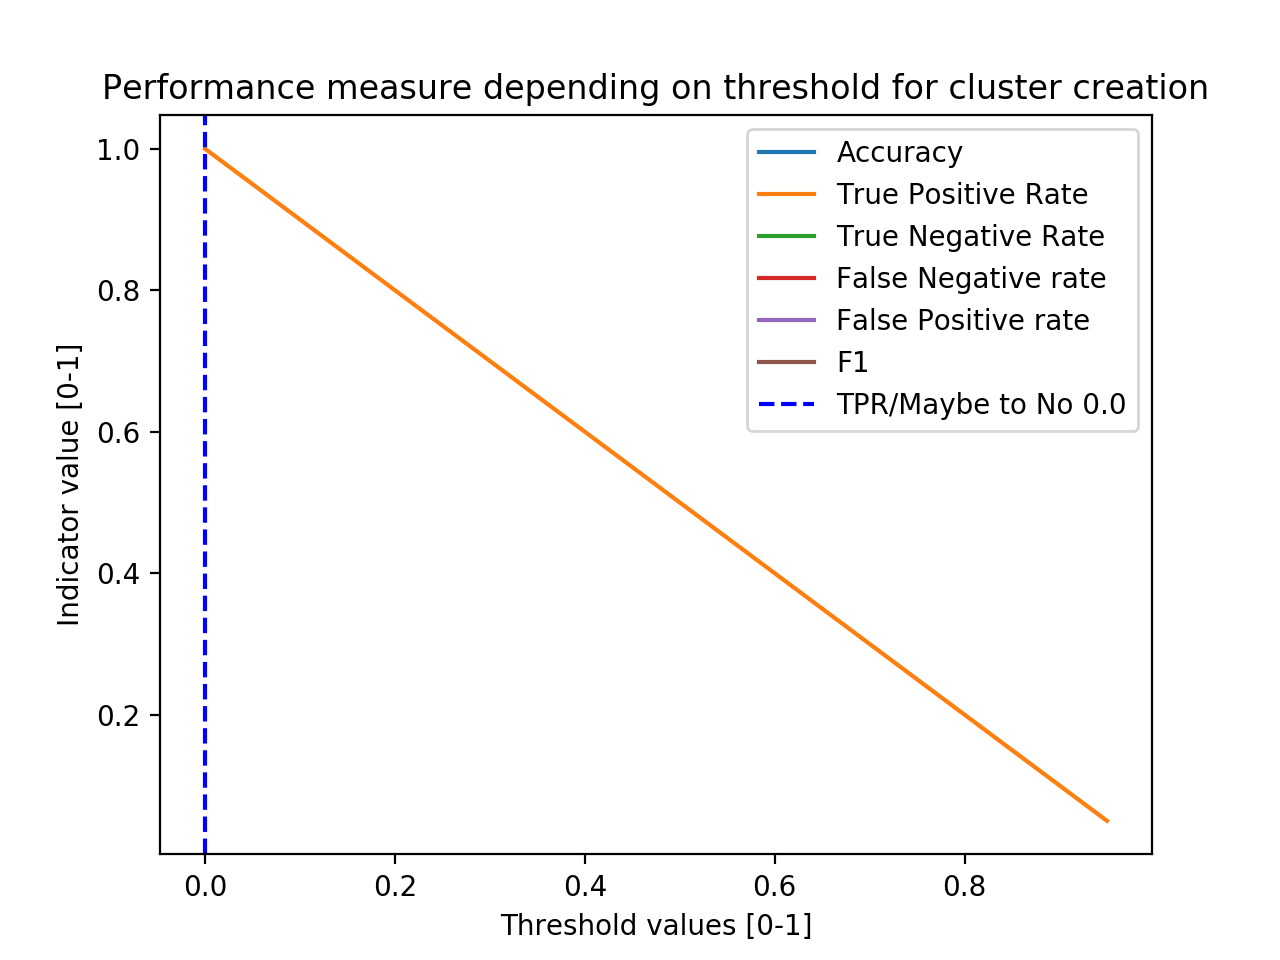 Performance measure depending on threshold for cluster creation
1.0
0.8
0.6
0.4
0.2
Indicator value [0-1]
Accuracy
True Positive Rate
True Negative Rate
False Negative rate
False Positive rate
F1
TPR/Maybe to No 0.0
0.0 0.2 0.4 0.6 0.8
Threshold values [0-1]